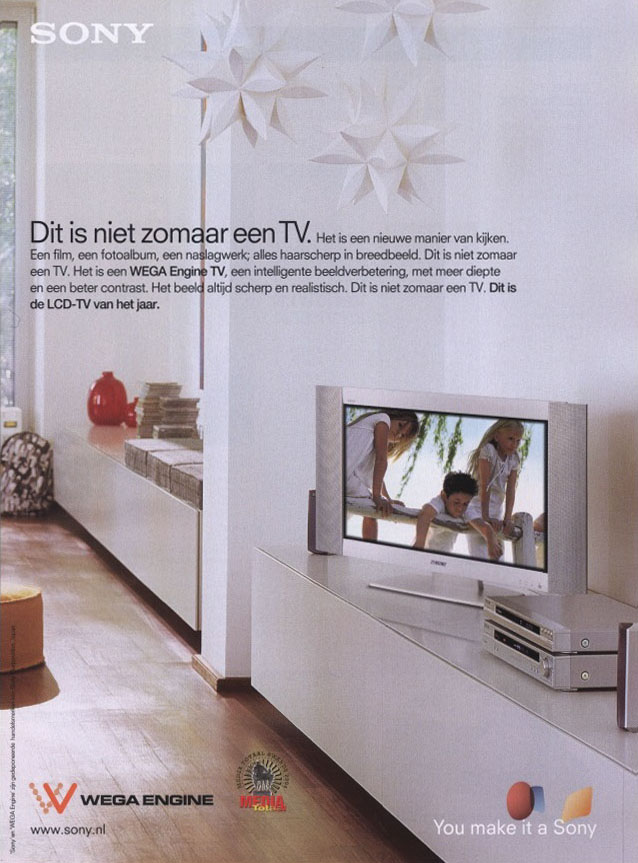 SONY
Dit is niet zomaar een TV. Het is een nieuwe manier van kijken.
Een film, een fotoalbum, een naslagwerk; alles haarscherp in breedbeeld. Dit is niet zomaar
een TV. Het is een WEGA Engine TV, een intelligente beeldverbetering, met meer diepte
en een beter contrast. Het beeld altijd scherp en realistisch. Dit is niet zomaar een TV. Dit is
de LCD-TV van het jaar.
SONY
WEGA ENGINE
MEDIA
www.sony.nl
You make it a Sony